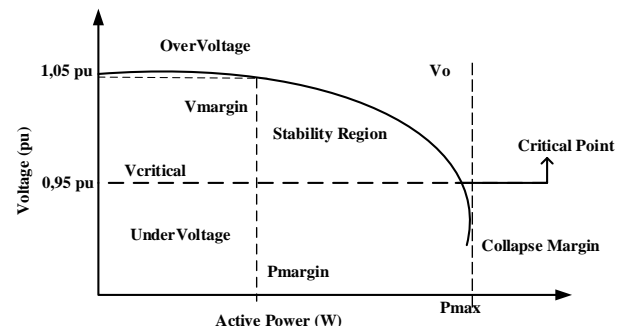 OverVoltage
1,05 pu
Vo
Vmargin
Stability Region
Critical Point
Vcritical
0,95 pu
Voltage (pu)
UnderVoltage
Collapse Margin
Pmargin
Pmax
Active Power (W)